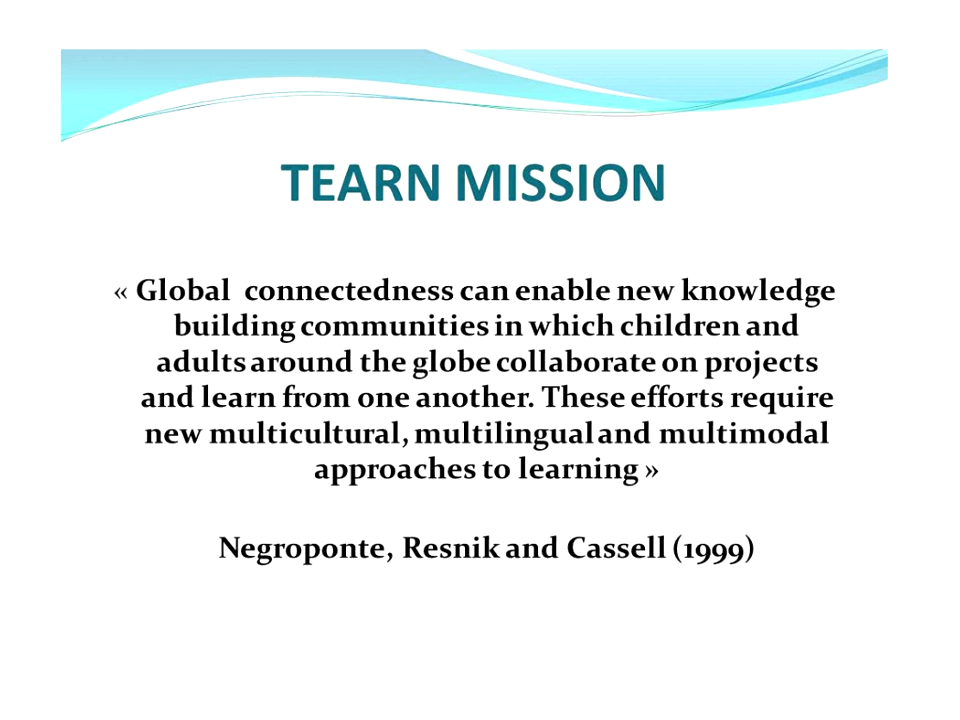 TEARN MISSION
« Global connectedness can enable new knowledge
building communities in which children and
adults around the globe collaborate on projects
and learn from one another. These efforts require
new multicultural, multilingual and multimodal
approaches to learning »
Negroponte, Resnik and Cassell (1999)